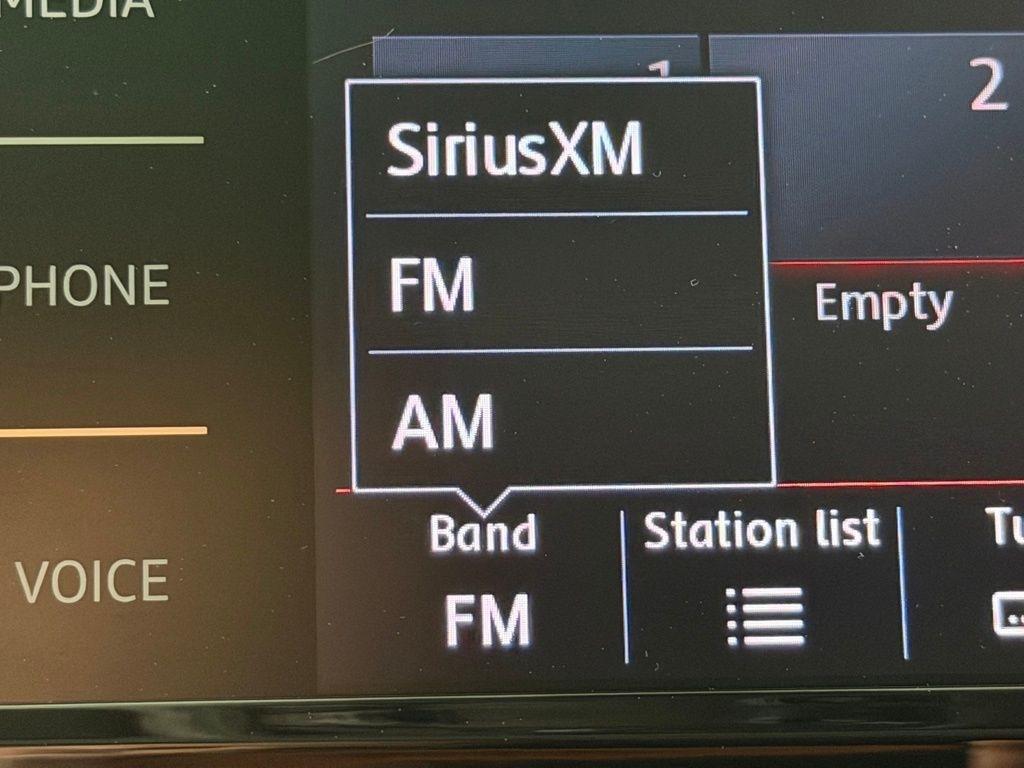 MEDIA
1
2
SiriusXM
FM
PHONE
Empty
AM
Band
Station list
VOICE
FM